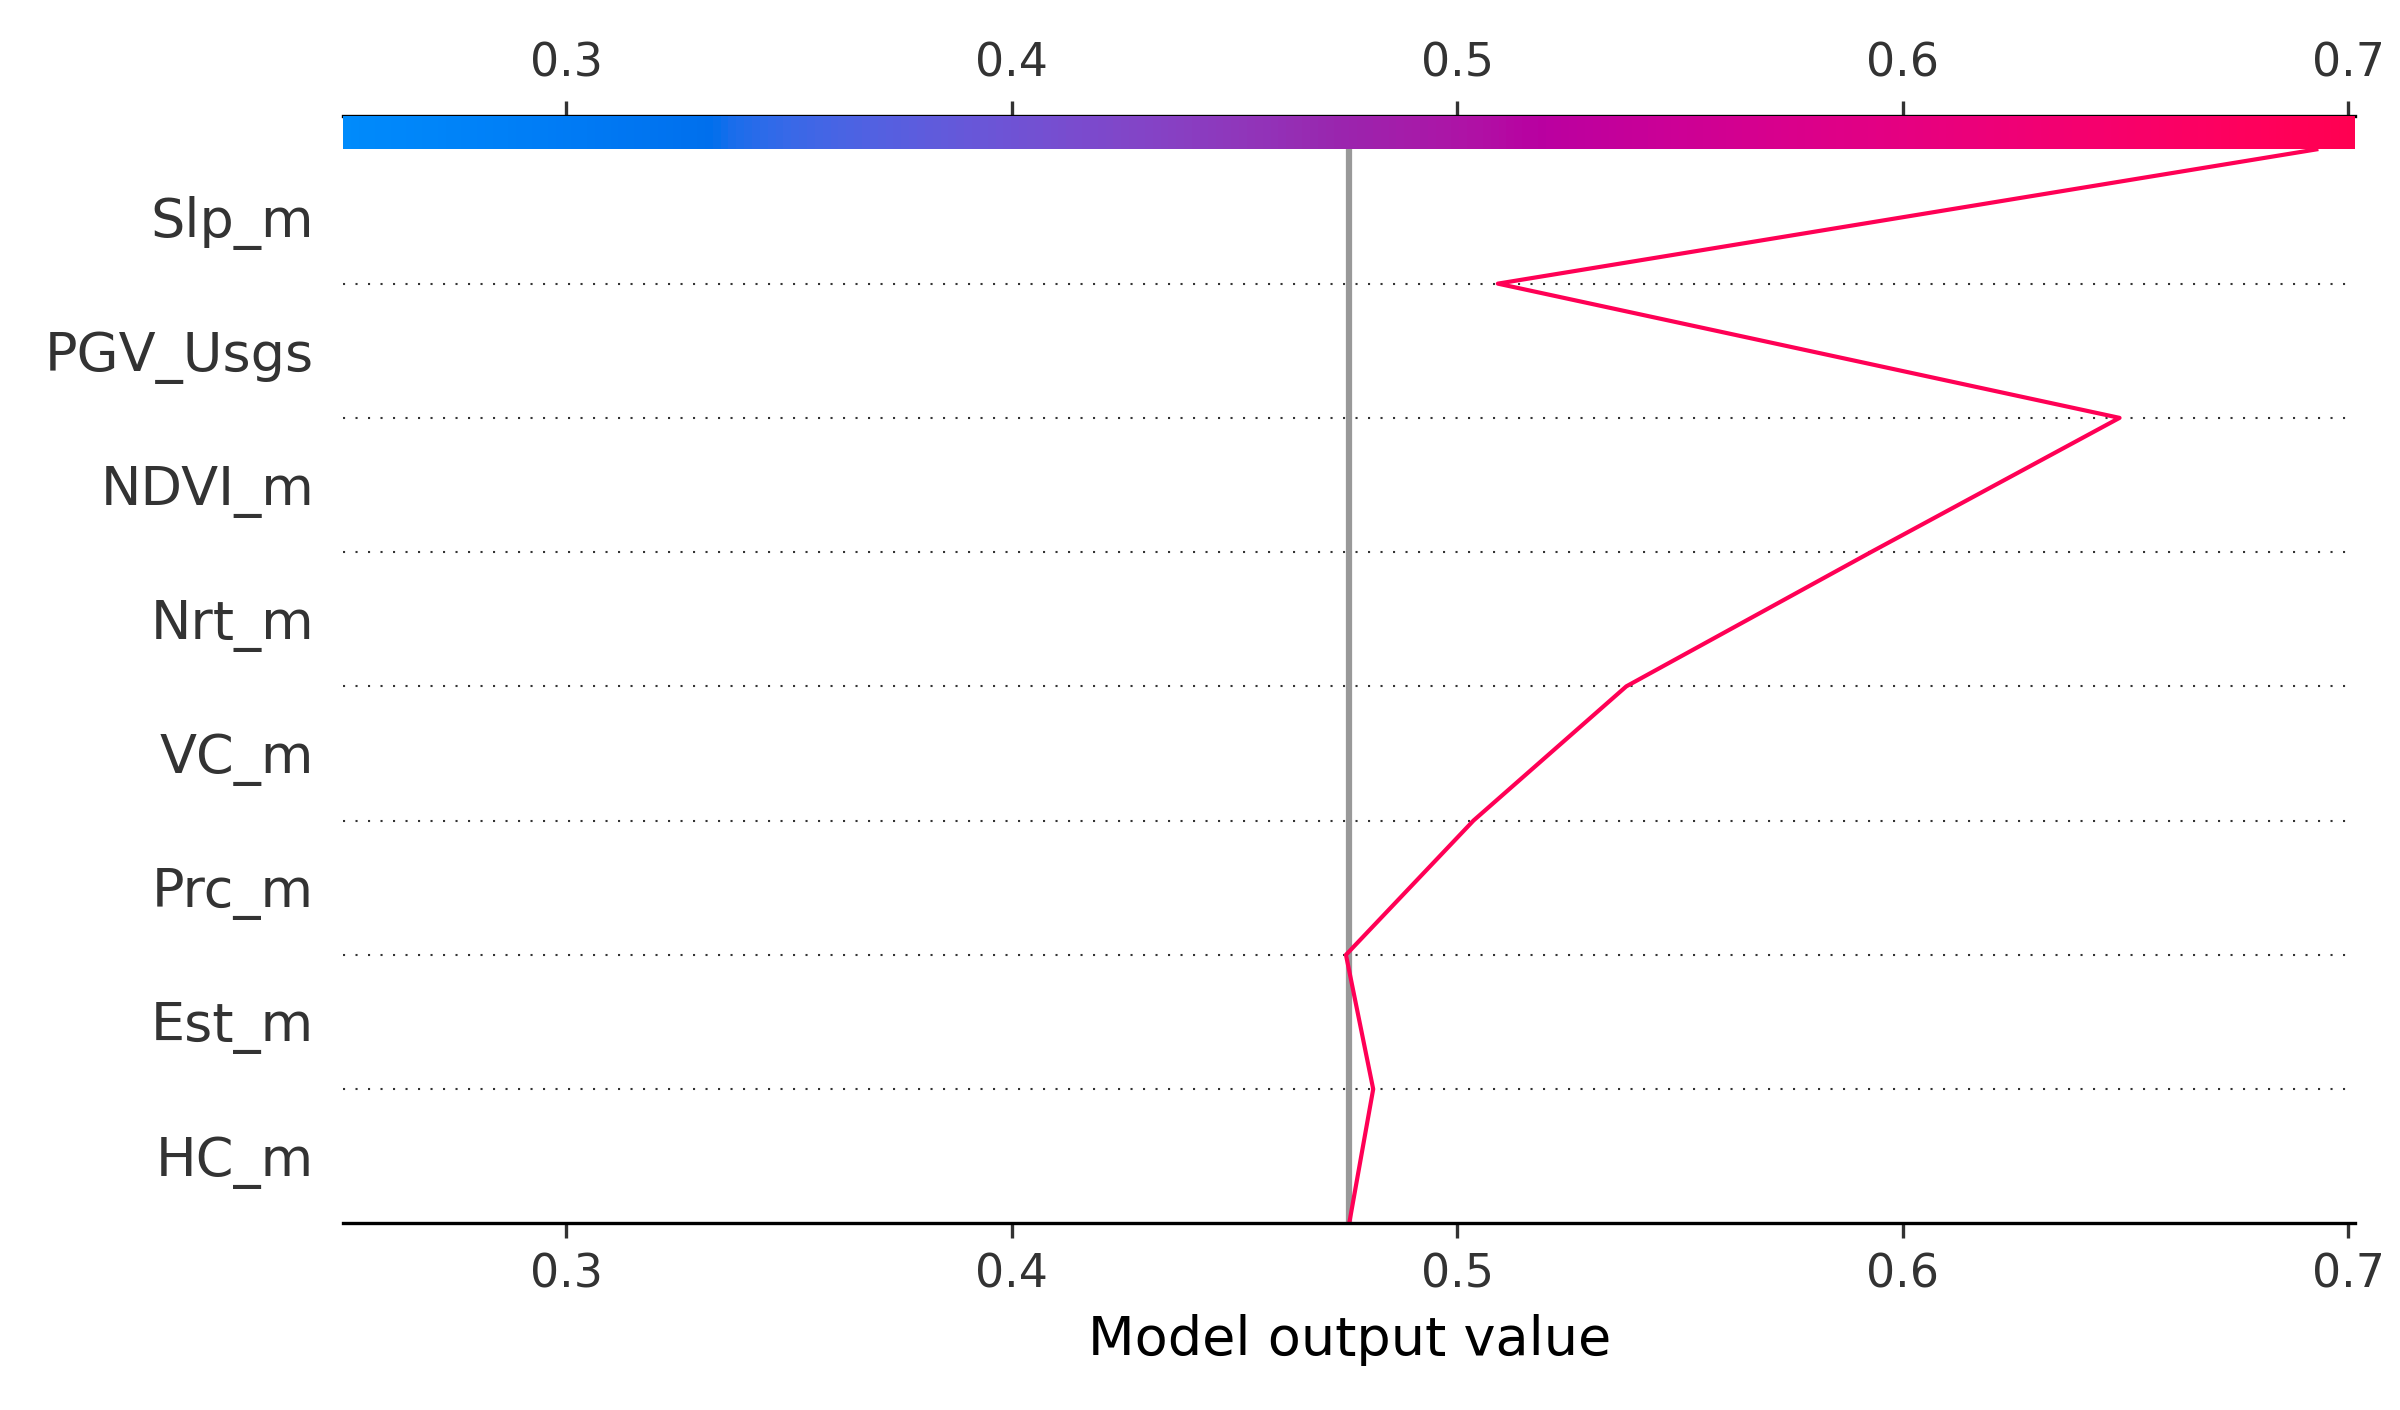 0.3 0.4 0.5 0.6 0.7
Slp_m
PGV_Usgs
NDVI_m
Nrt_m
VC_m
Prc_m
Est_m
HC_m
0.3 0.4 0.5 0.6 0.7
Model output value